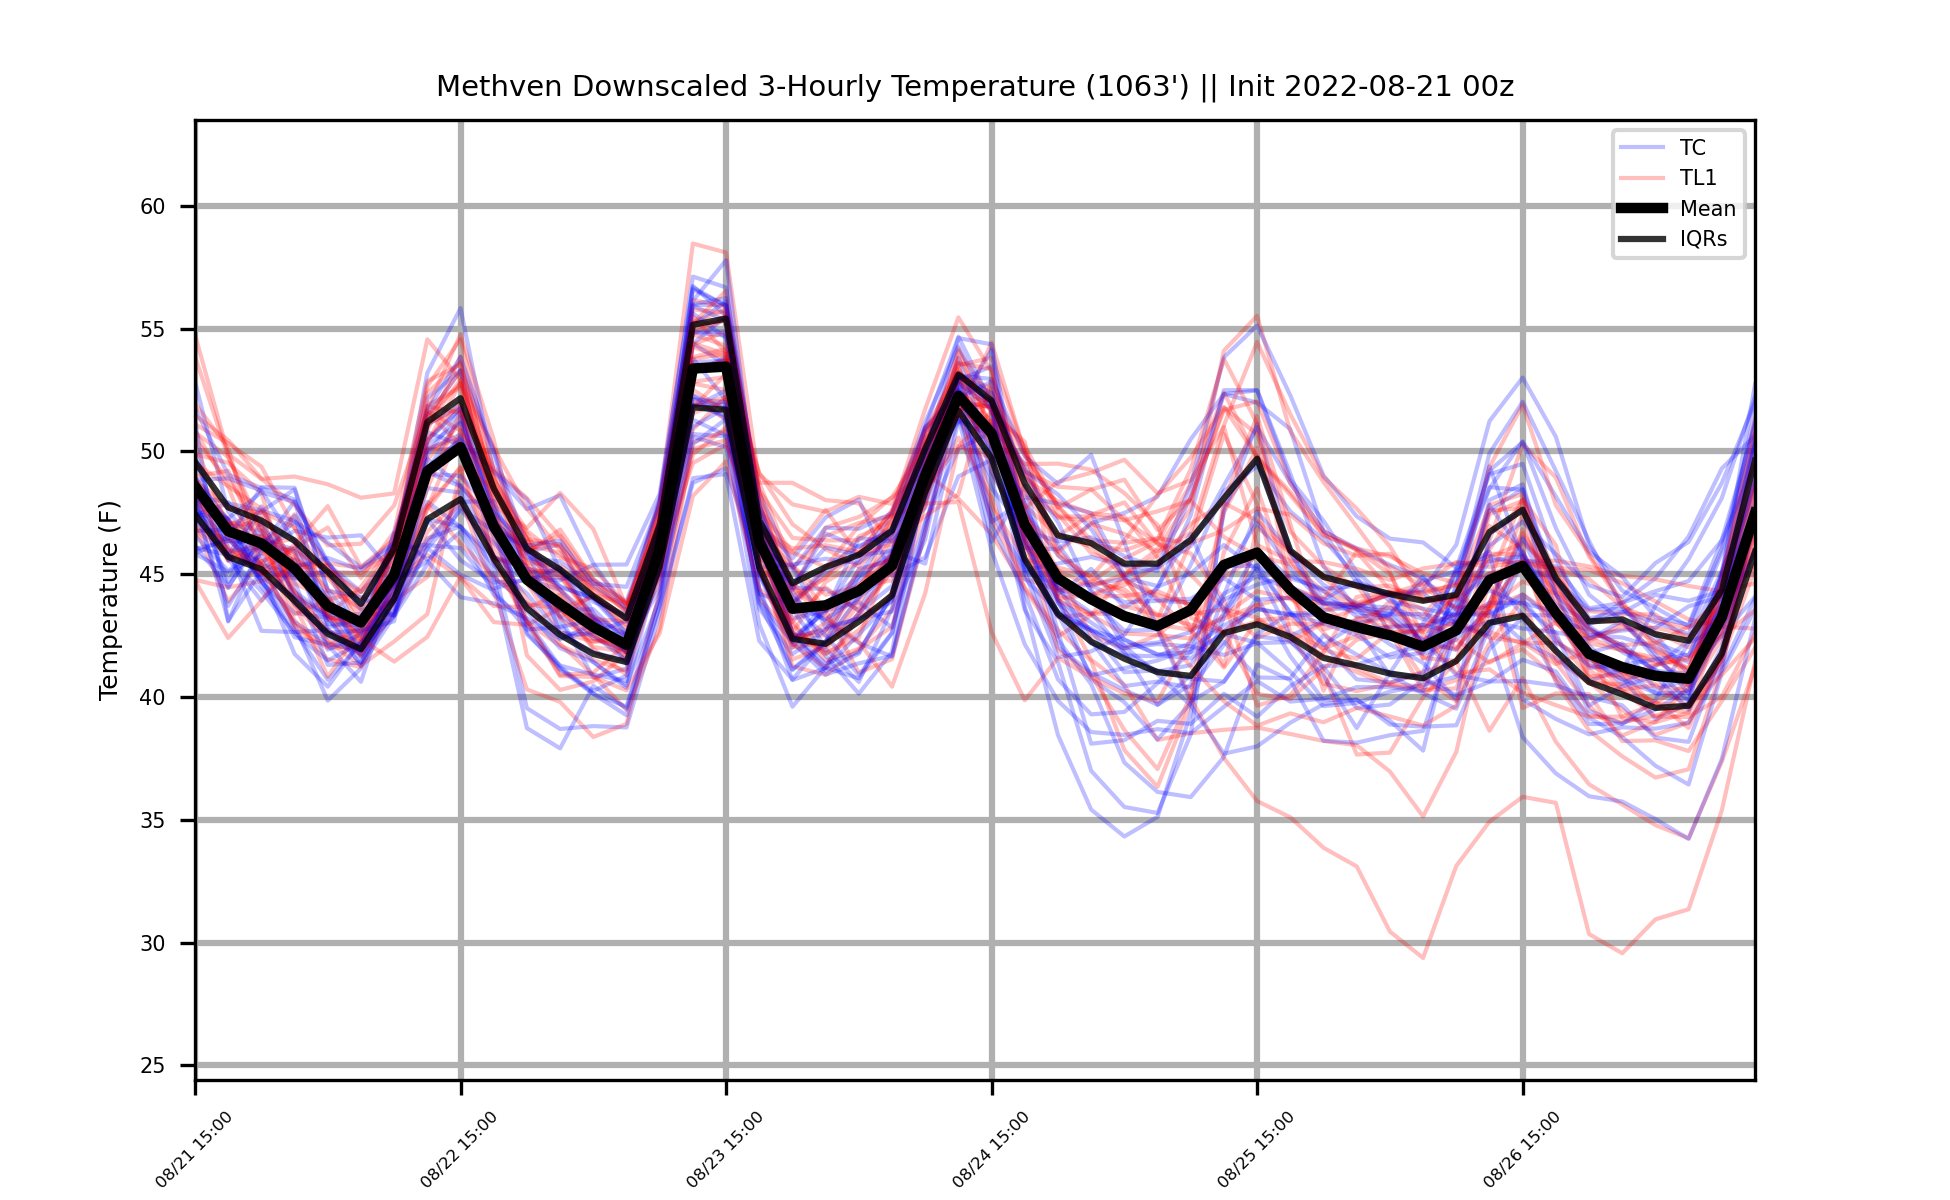 Methven Downscaled 3-Hourly Temperature (1063') || Init 2022-08-21 00z
TC
TL1
Mean
IQRs
Temperature (F)
60
55
50
45
40
35
30
25
08/21 15:00
08/22 15:00
08/23 15:00
08/24 15:00
08/25 15:00
08/26 15:00